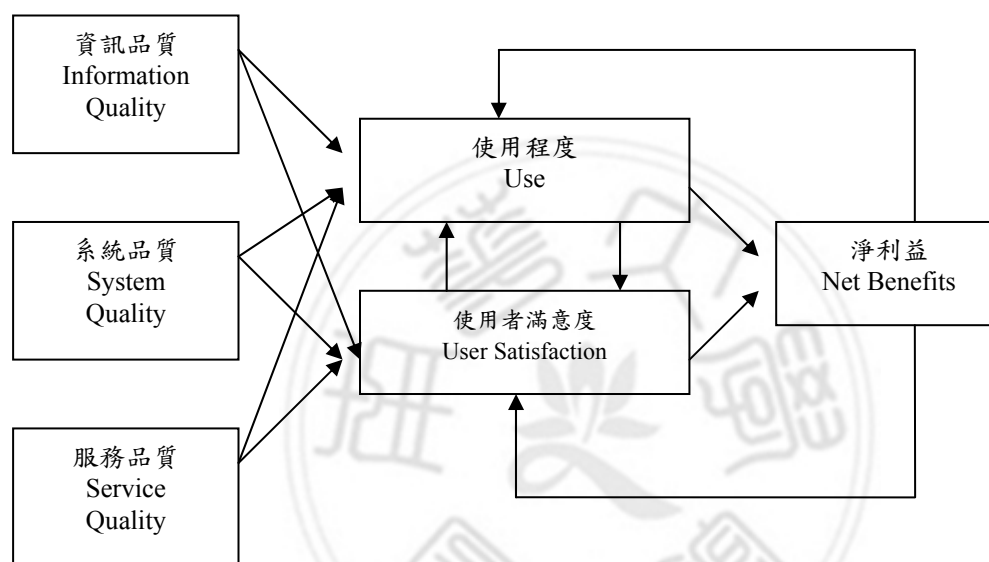 資訊品質
Information
Quality
使用程度
Use
系統品質
System
Quality
淨利益
Net Benefits
使用者滿意度
User Satisfaction
服務品質
Service
Quality